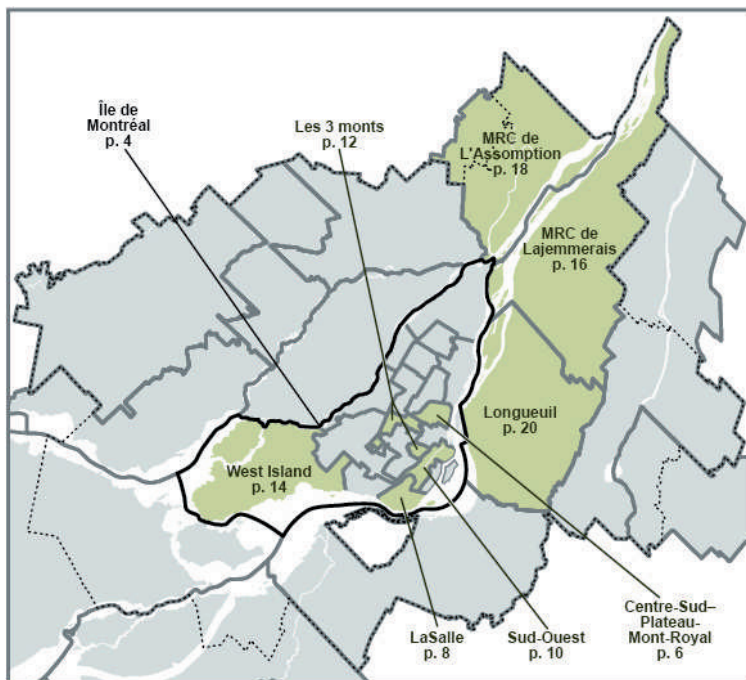 Île de
Montréal
p. 4
Les 3 monts
p. 12
MRC de
L'Assomption
p. 18
MRC de
Lajemmerais
p. 16
Longueuil
p. 20
West Island
p. 14
LaSalle
p. 8
Sud-Ouest
p. 10
Centre-Sud–
Plateau-
Mont-Royal
p. 6